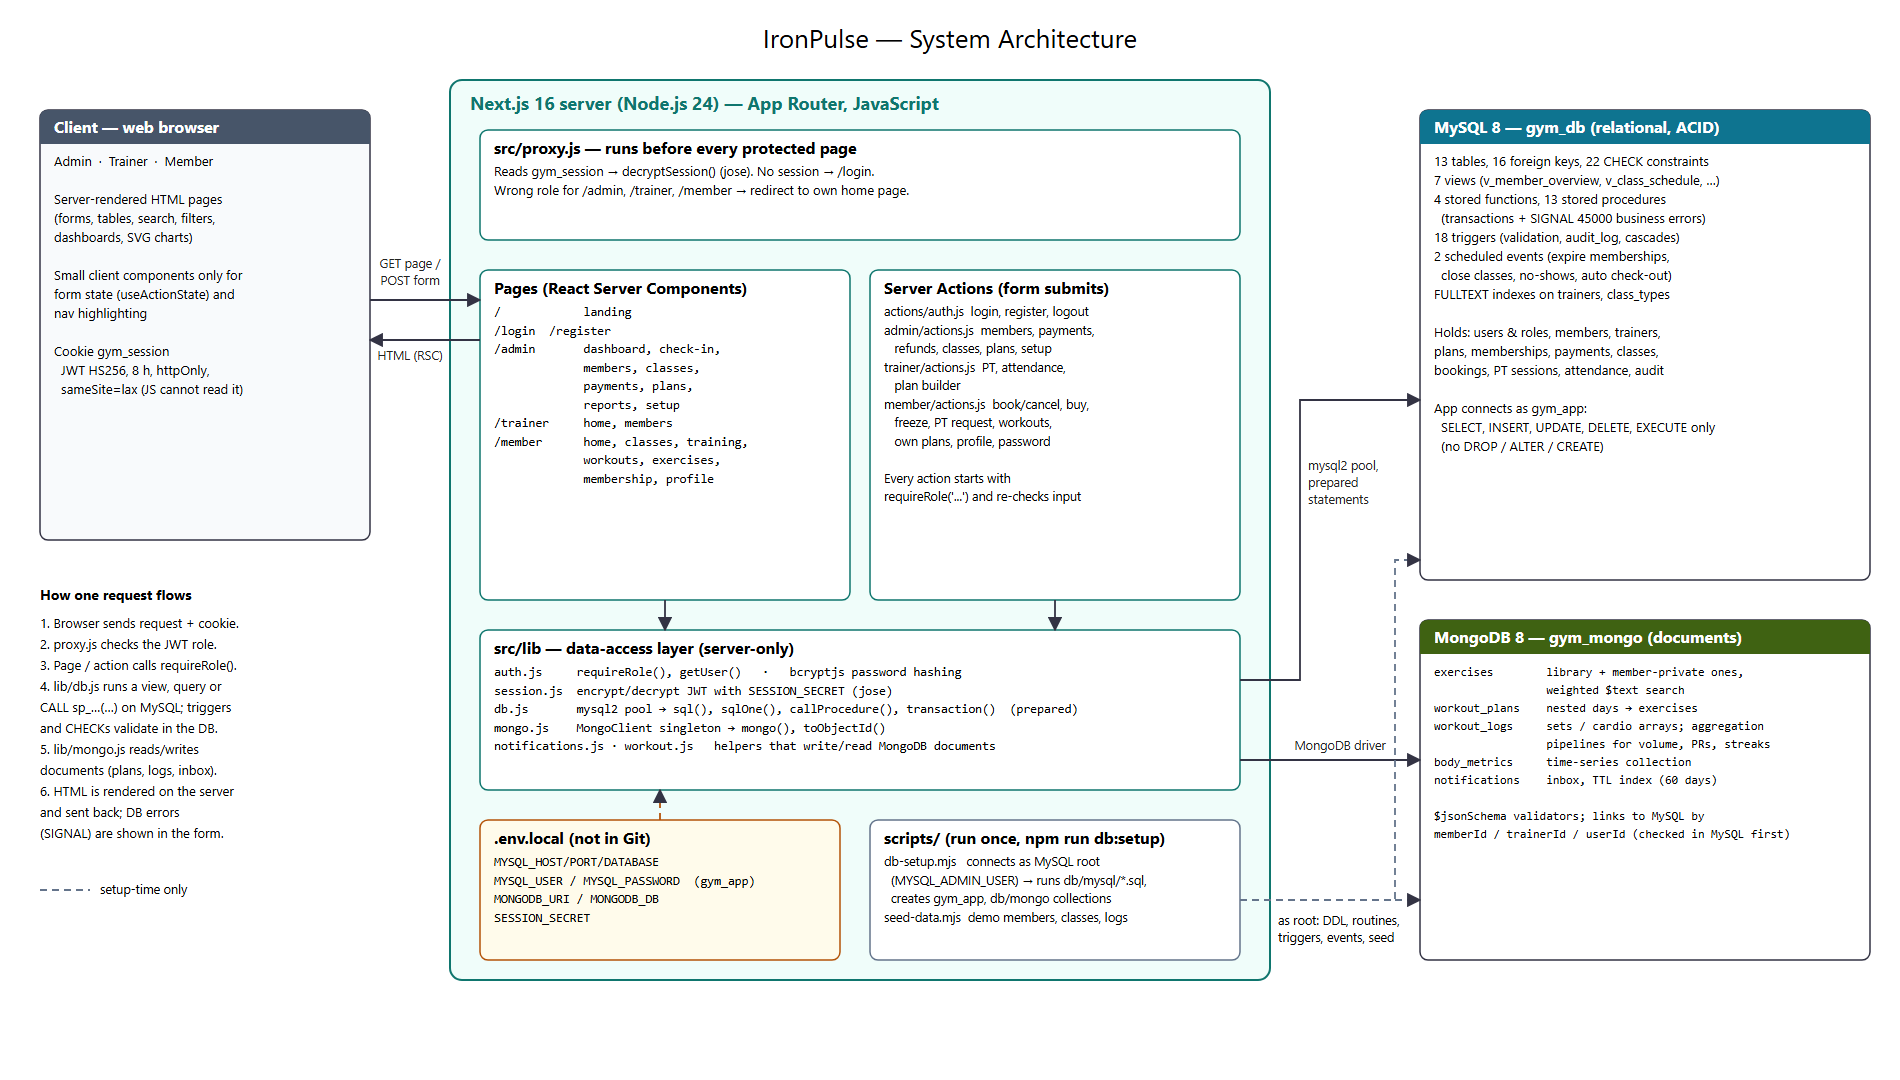 IronPulse — System Architecture
Client — web browser
Admin · Trainer · Member
Server-rendered HTML pages
(forms, tables, search, filters,
dashboards, SVG charts)
Small client components only for
form state (useActionState) and
nav highlighting
Cookie gym_session
JWT HS256, 8 h, httpOnly,
sameSite=lax (JS cannot read it)
GET page /
POST form
HTML (RSC)
How one request flows
1. Browser sends request + cookie.
2. proxy.js checks the JWT role.
3. Page / action calls requireRole().
4. lib/db.js runs a view, query or
CALL sp_...(...) on MySQL; triggers
and CHECKs validate in the DB.
5. lib/mongo.js reads/writes
documents (plans, logs, inbox).
6. HTML is rendered on the server
and sent back; DB errors
(SIGNAL) are shown in the form.
setup-time only
Next.js 16 server (Node.js 24) — App Router, JavaScript
src/proxy.js — runs before every protected page
Reads gym_session → decryptSession() (jose). No session → /login.
Wrong role for /admin, /trainer, /member → redirect to own home page.
Pages (React Server Components)
/ landing
/login /register
/admin dashboard, check-in,
members, classes,
payments, plans,
reports, setup
/trainer home, members
/member home, classes, training,
workouts, exercises,
membership, profile
Server Actions (form submits)
actions/auth.js login, register, logout
admin/actions.js members, payments,
refunds, classes, plans, setup
trainer/actions.js PT, attendance,
plan builder
member/actions.js book/cancel, buy,
freeze, PT request, workouts,
own plans, profile, password
Every action starts with
requireRole('...') and re-checks input
src/lib — data-access layer (server-only)
auth.js requireRole(), getUser() · bcryptjs password hashing
session.js encrypt/decrypt JWT with SESSION_SECRET (jose)
db.js mysql2 pool → sql(), sqlOne(), callProcedure(), transaction() (prepared)
mongo.js MongoClient singleton → mongo(), toObjectId()
notifications.js · workout.js helpers that write/read MongoDB documents
.env.local (not in Git)
MYSQL_HOST/PORT/DATABASE
MYSQL_USER / MYSQL_PASSWORD (gym_app)
MONGODB_URI / MONGODB_DB
SESSION_SECRET
scripts/ (run once, npm run db:setup)
db-setup.mjs connects as MySQL root
(MYSQL_ADMIN_USER) → runs db/mysql/*.sql,
creates gym_app, db/mongo collections
seed-data.mjs demo members, classes, logs
mysql2 pool,
prepared
statements
MongoDB driver
as root: DDL, routines,
triggers, events, seed
MySQL 8 — gym_db (relational, ACID)
13 tables, 16 foreign keys, 22 CHECK constraints
7 views (v_member_overview, v_class_schedule, ...)
4 stored functions, 13 stored procedures
(transactions + SIGNAL 45000 business errors)
18 triggers (validation, audit_log, cascades)
2 scheduled events (expire memberships,
close classes, no-shows, auto check-out)
FULLTEXT indexes on trainers, class_types
Holds: users & roles, members, trainers,
plans, memberships, payments, classes,
bookings, PT sessions, attendance, audit
App connects as gym_app:
SELECT, INSERT, UPDATE, DELETE, EXECUTE only
(no DROP / ALTER / CREATE)
MongoDB 8 — gym_mongo (documents)
exercises library + member-private ones,
weighted $text search
workout_plans nested days → exercises
workout_logs sets / cardio arrays; aggregation
pipelines for volume, PRs, streaks
body_metrics time-series collection
notifications inbox, TTL index (60 days)
$jsonSchema validators; links to MySQL by
memberId / trainerId / userId (checked in MySQL first)